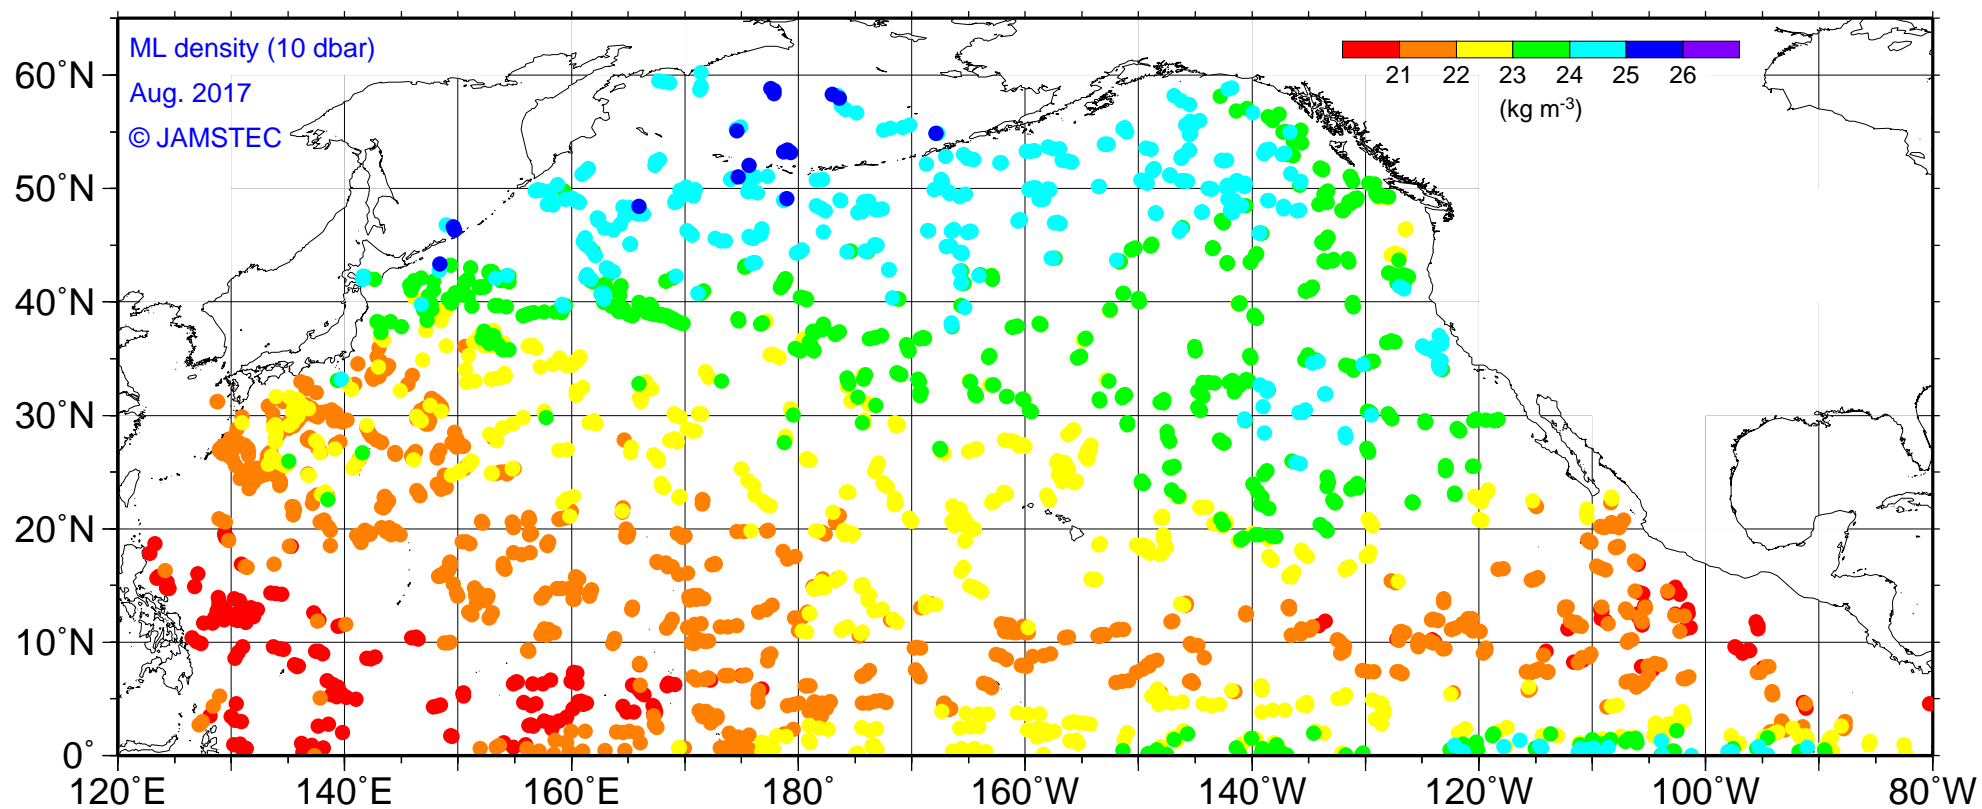 ML density (10 dbar)
Aug. 2017
© JAMSTEC
21 22 23 24 25 26
(kg m-3)
60˚N
50˚N
40˚N
30˚N
20˚N
10˚N
0˚
120˚E 140˚E 160˚E 180˚ 160˚W 140˚W 120˚W 100˚W 80˚W